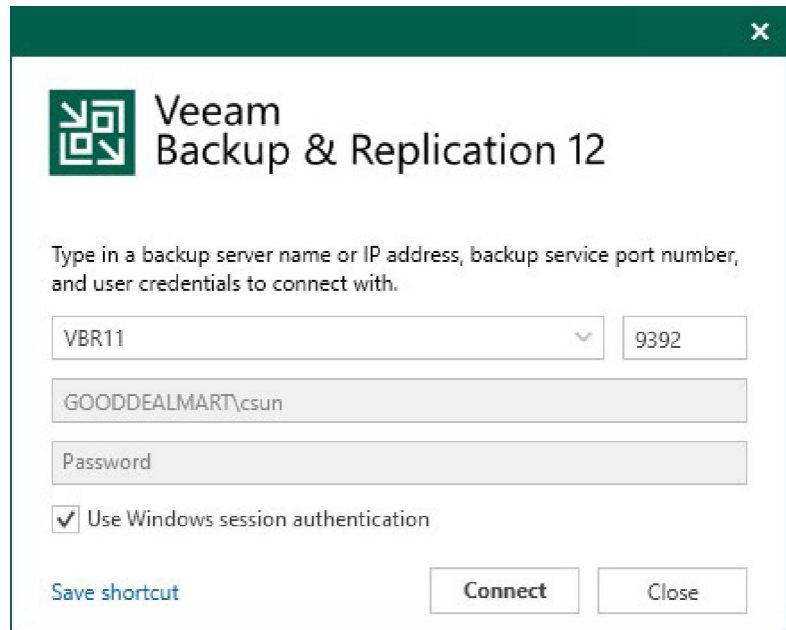 Veeam
Backup & Replication 12
Type in a backup server name or IP address, backup service port number,
and user credentials to connect with.
VBR11
9392
GOODDEALMART\csun
Password
Use Windows session authentication
Save shortcut
Connect
Close